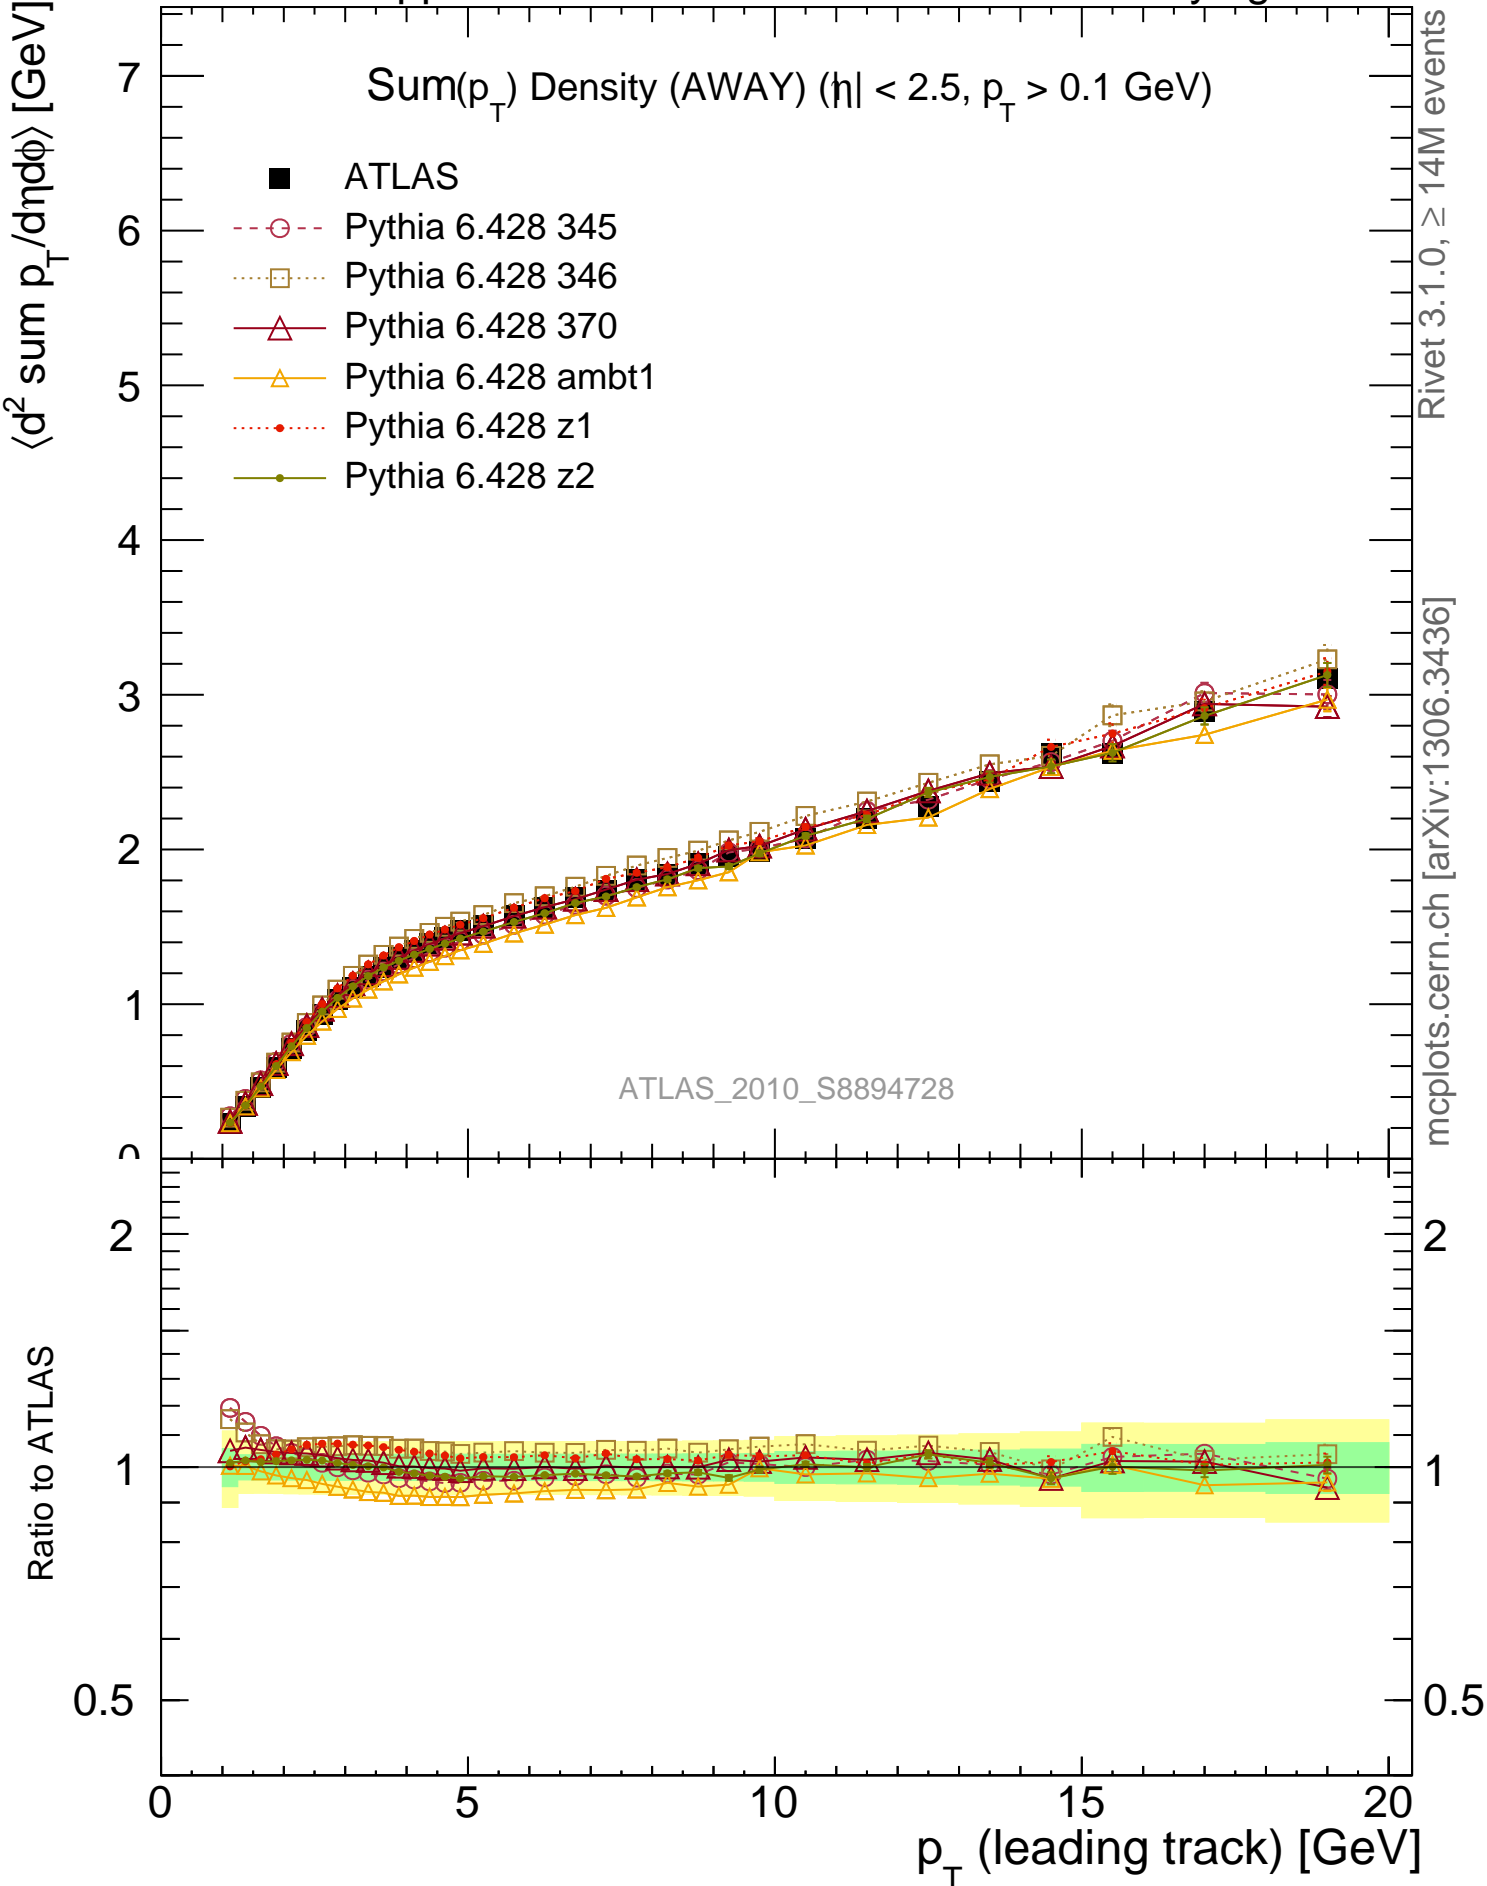 Sum(p_T) Density (AWAY) (|η| < 2.5, p_T > 0.1 GeV)
⟨d² sum p_T/dηdϕ⟩ [GeV]
ATLAS
Pythia 6.428 345
Pythia 6.428 346
Pythia 6.428 370
Pythia 6.428 ambt1
Pythia 6.428 z1
Pythia 6.428 z2
7
6
5
4
3
2
1
0
ATLAS_2010_S8894728
Rivet 3.1.0, ≥ 14M events
mcplots.cern.ch [arXiv:1306.3436]
Ratio to ATLAS
2
1
0.5
2
1
0.5
0
5
10
15
20
p_T (leading track) [GeV]